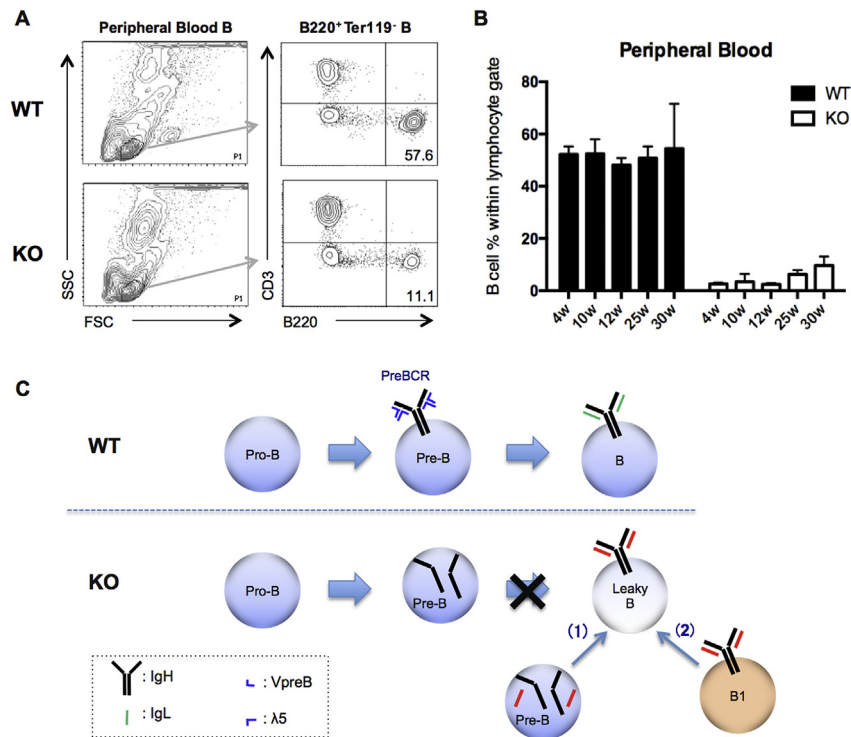 A
Peripheral Blood B
B220⁺ Ter119⁻ B
WT
P1
57.6
KO
P1
11.1
SSC
CD3
FSC
B220
B
Peripheral Blood
B cell % within lymphocyte gate
80
60
40
20
0
4w 10w 12w 25w 30w 4w 10w 12w 25w 30w
WT
KO
C
PreBCR
WT
Pro-B
Pre-B
B
KO
Pro-B
Pre-B
Leaky
B
(1)
(2)
Pre-B
B1
: IgH
: VpreB
: IgL
: λ5